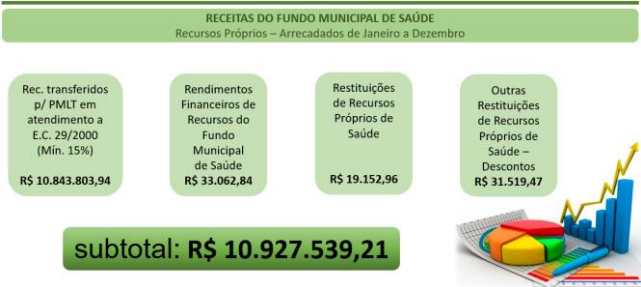 RECEITAS DO FUNDO MUNICIPAL DE SAÚDE
Recursos Próprios – Arrecadados de Janeiro a Dezembro
Rec. transferidos
p/ PMLT em
atendimento a
E.C. 29/2000
(Mín. 15%)
R$ 10.843.803,94
Rendimentos
Financeiros de
Recursos do
Fundo
Municipal
de Saúde
R$ 33.062,84
Restituições
de Recursos
Próprios de
Saúde
R$ 19.152,96
Outras
Restituições
de Recursos
Próprios de
Saúde –
Descontos
R$ 31.519,47
subtotal: R$ 10.927.539,21